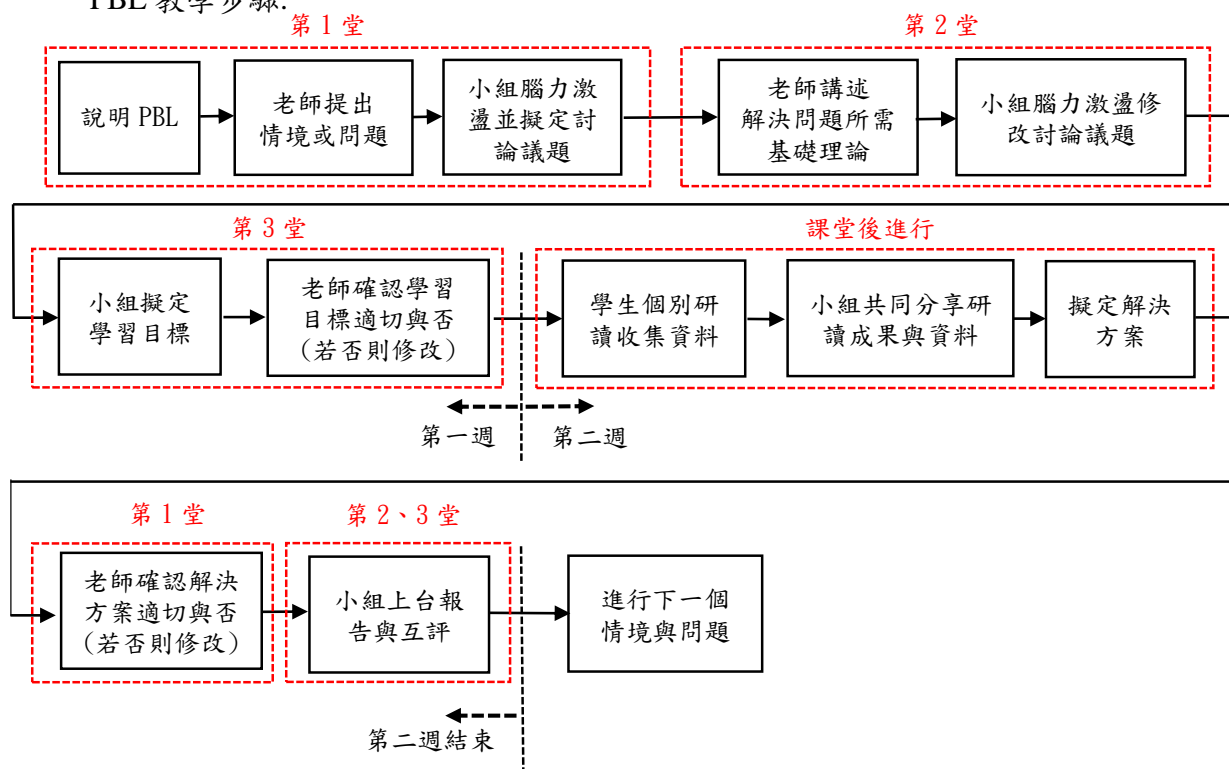 PBL 教學步驟:
第 1 堂
第 2 堂
說明 PBL
老師提出
情境或問題
小組腦力激
盪並擬定討
論議題
老師講述
解決問題所需
基礎理論
小組腦力激盪修
改討論議題
第 3 堂
課堂後進行
小組擬定
學習目標
老師確認學習
目標適切與否
(若否則修改)
學生個別研
讀收集資料
小組共同分享研
讀成果與資料
擬定解決
方案
第一週
第二週
第 1 堂
第 2、3 堂
老師確認解決
方案適切與否
(若否則修改)
小組上台報
告與互評
進行下一個
情境與問題
第二週結束